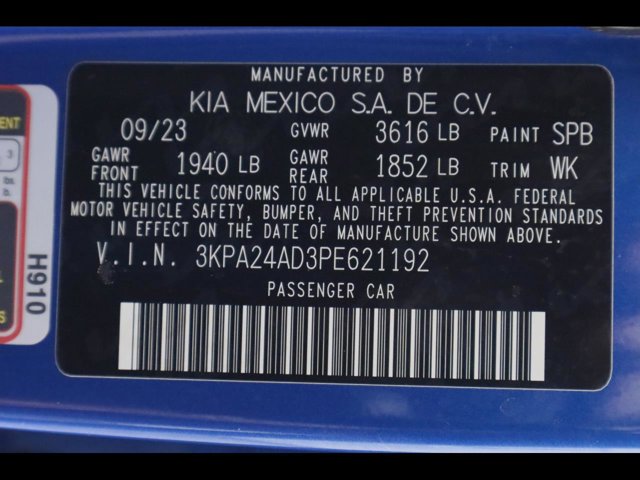 MANUFACTURED BY
KIA MEXICO S.A. DE C.V.
09/23 GVWR 3616 LB PAINT SPB
GAWR FRONT 1940 LB GAWR REAR 1852 LB TRIM WK
THIS VEHICLE CONFORMS TO ALL APPLICABLE U.S.A. FEDERAL
MOTOR VEHICLE SAFETY, BUMPER, AND THEFT PREVENTION STANDARDS
IN EFFECT ON THE DATE OF MANUFACTURE SHOWN ABOVE.
V.I.N. 3KPA24AD3PE621192
PASSENGER CAR
H910
3
lbs.